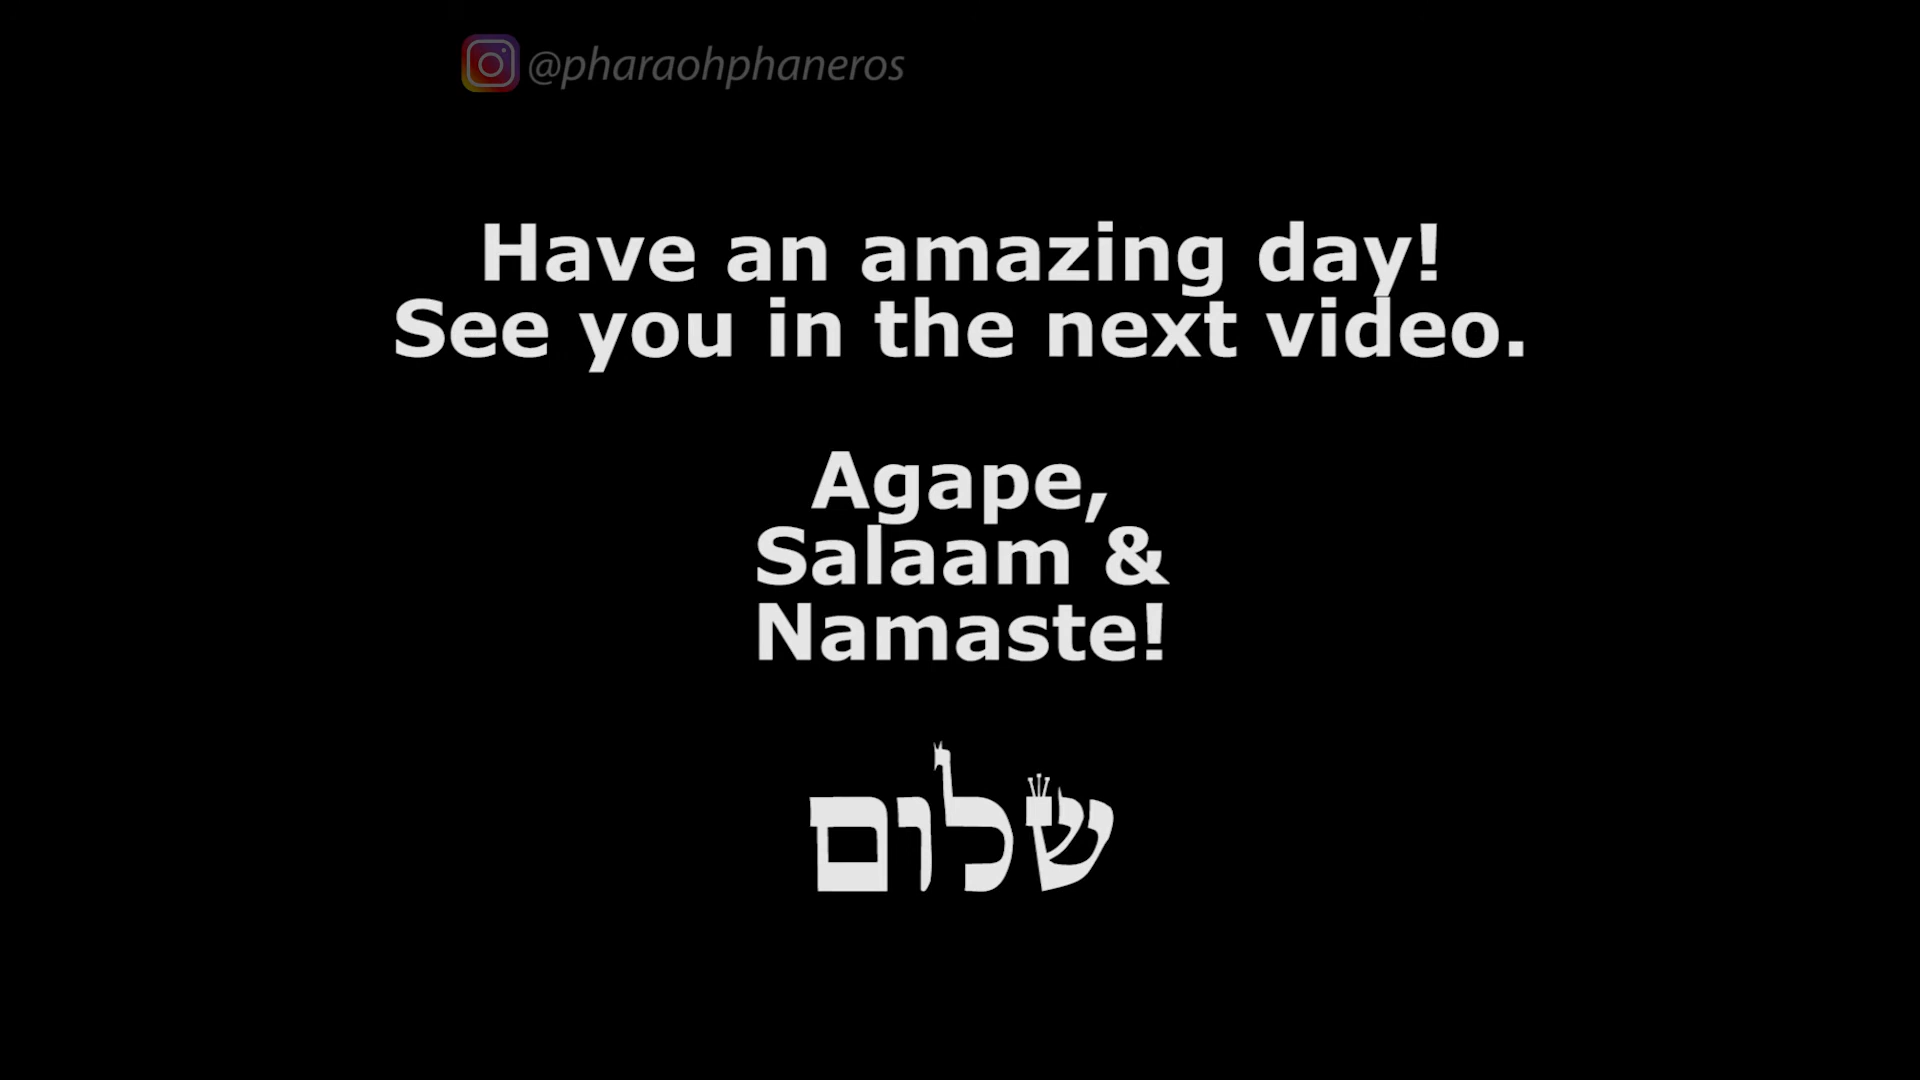 @pharaohphaneros
Have an amazing day!
See you in the next video.
Agape,
Salaam &
Namaste!
שלום